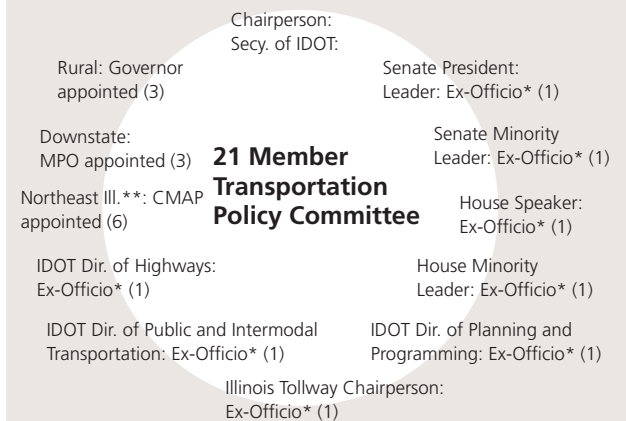 Chairperson:
Secy. of IDOT:
Rural: Governor
appointed (3)
Senate President:
Leader: Ex-Officio* (1)
Downstate:
MPO appointed (3)
Senate Minority
Leader: Ex-Officio* (1)
21 Member
Transportation
Policy Committee
Northeast Ill.**: CMAP
appointed (6)
House Speaker:
Ex-Officio* (1)
IDOT Dir. of Highways:
Ex-Officio* (1)
House Minority
Leader: Ex-Officio* (1)
IDOT Dir. of Public and Intermodal
Transportation: Ex-Officio* (1)
IDOT Dir. of Planning and
Programming: Ex-Officio* (1)
Illinois Tollway Chairperson:
Ex-Officio* (1)